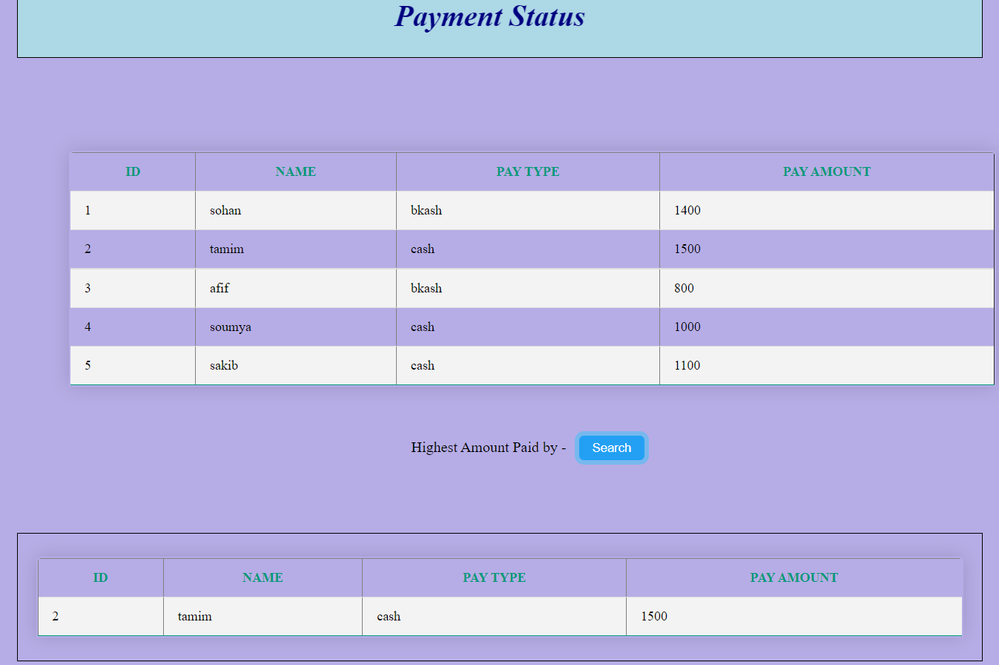 Payment Status
ID NAME PAY TYPE PAY AMOUNT
1 sohan bkash 1400
2 tamim cash 1500
3 afif bkash 800
4 soumya cash 1000
5 sakib cash 1100
Highest Amount Paid by - Search
ID NAME PAY TYPE PAY AMOUNT
2 tamim cash 1500